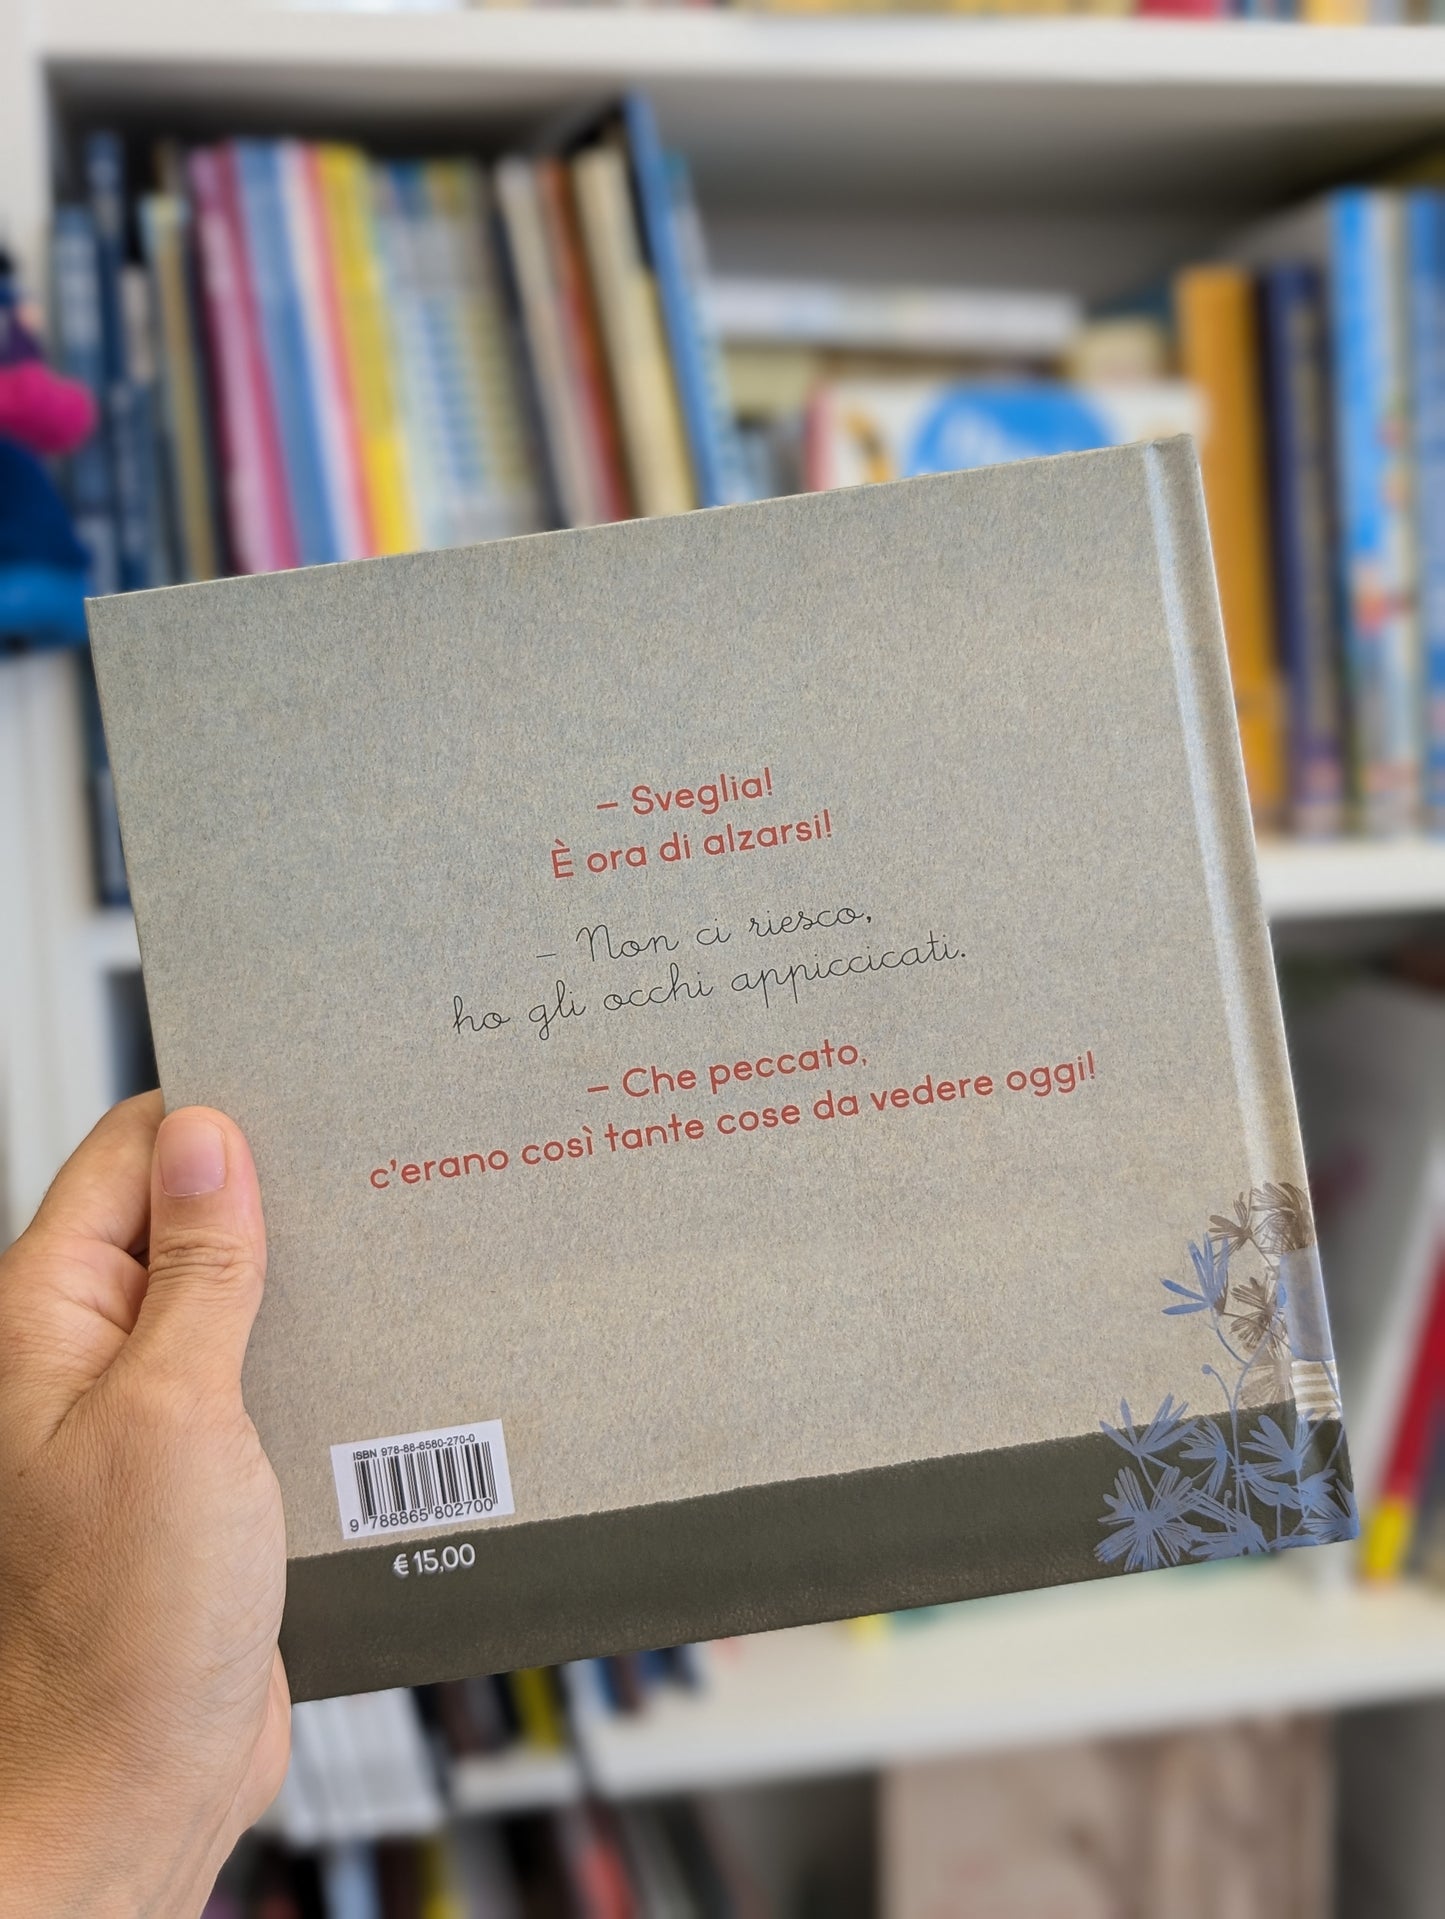 – Sveglia!
È ora di alzarsi!
– Non ci riesco,
ho gli occhi appiccicati.
– Che peccato,
c'erano così tante cose da vedere oggi!
ISBN 978-88-6580-270-0
9 788865 802700
€ 15,00